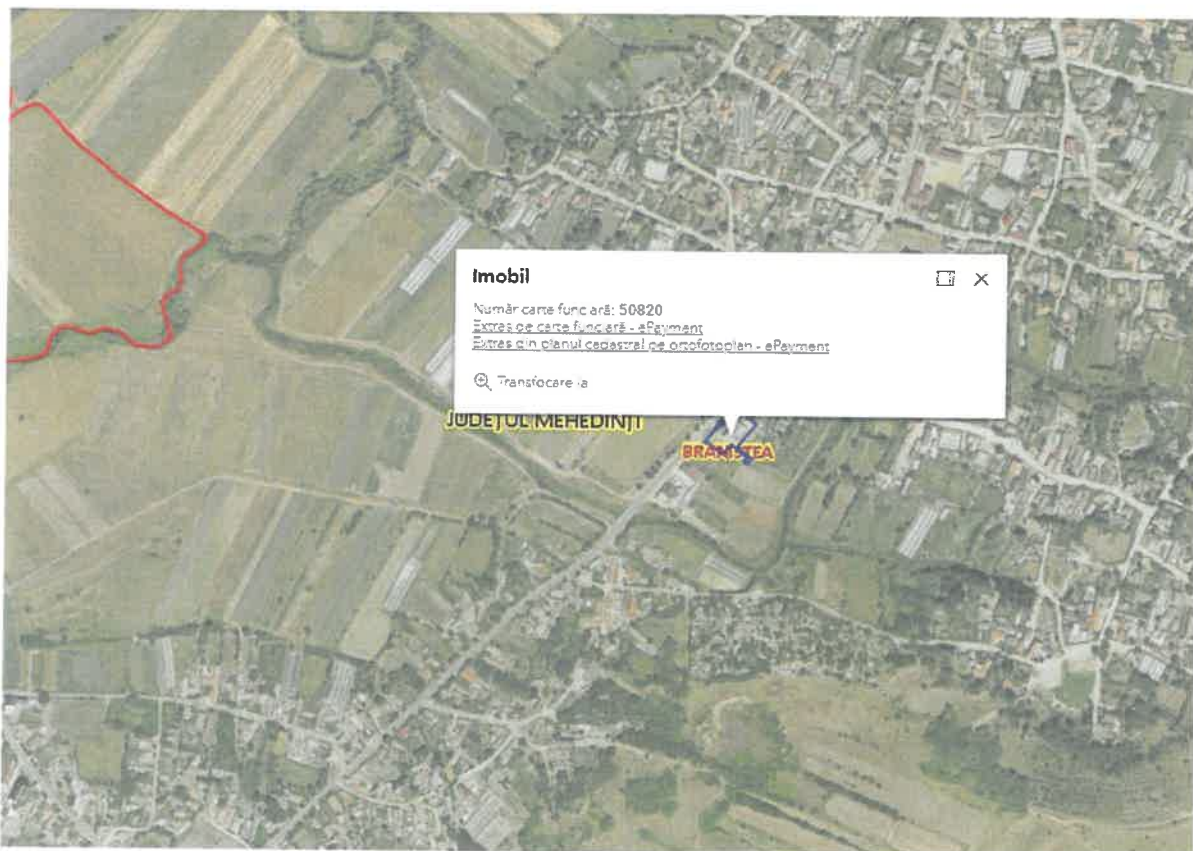 Imobil
Număr carte funciară: 50820
Extras de carte funciară - ePayment
Extras din planul cadastral pe ortofotoplan - ePayment
Transfocare la
JUDEȚUL MEHEDINȚI
BRANISTEA